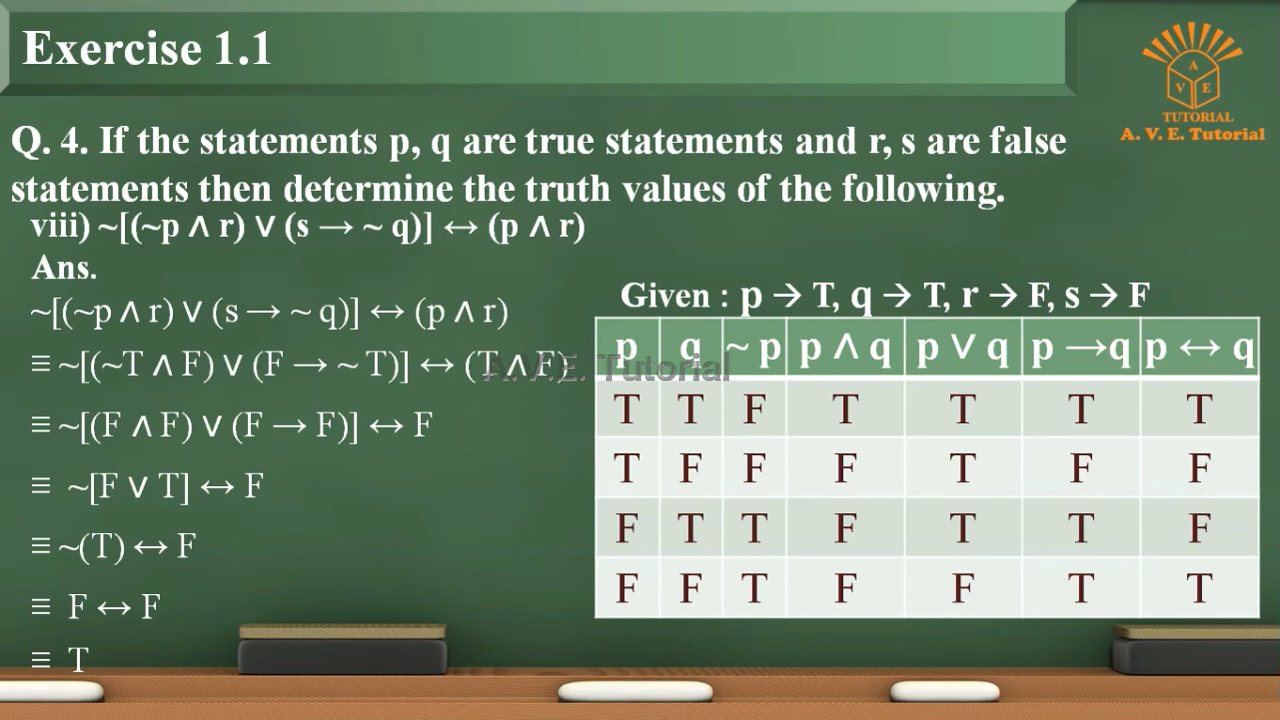 Exercise 1.1
A
V E
TUTORIAL
A. V. E. Tutorial
Q. 4. If the statements p, q are true statements and r, s are false
statements then determine the truth values of the following.
viii) ~[(~p ∧ r) ∨ (s → ~ q)] ↔ (p ∧ r)
Ans.
~[(~p ∧ r) ∨ (s → ~ q)] ↔ (p ∧ r)
≡ ~[(~T ∧ F) ∨ (F → ~ T)] ↔ (T ∧ F)
≡ ~[(F ∧ F) ∨ (F → F)] ↔ F
≡ ~[F ∨ T] ↔ F
≡ ~(T) ↔ F
≡ F ↔ F
≡ T
Given : p → T, q → T, r → F, s → F
p q ~ p p ∧ q p ∨ q p →q p ↔ q
T T F T T T T
T F F F T F F
F T T F T T F
F F T F F T T
A. V.E. Tutorial